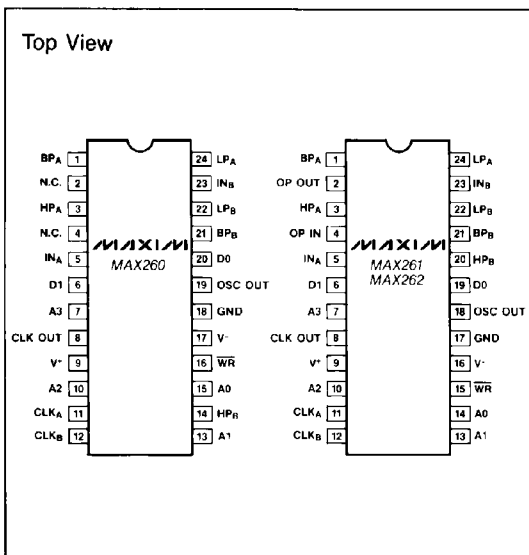 Top View
BPA 1 24 LPA
N.C. 2 23 INB
HPA 3 22 LPB
N.C. 4 21 BPB
INA 5 20 D0
D1 6 19 OSC OUT
A3 7 18 GND
CLK OUT 8 17 V-
V+ 9 16 WR
A2 10 15 A0
CLKA 11 14 HPB
CLKB 12 13 A1
MAXIM
MAX260
BPA 1 24 LPA
OP OUT 2 23 INB
HPA 3 22 LPB
OP IN 4 21 BPB
INA 5 20 HPB
D1 6 19 D0
A3 7 18 OSC OUT
CLK OUT 8 17 GND
V+ 9 16 V-
A2 10 15 WR
CLKA 11 14 A0
CLKB 12 13 A1
MAXIM
MAX261
MAX262